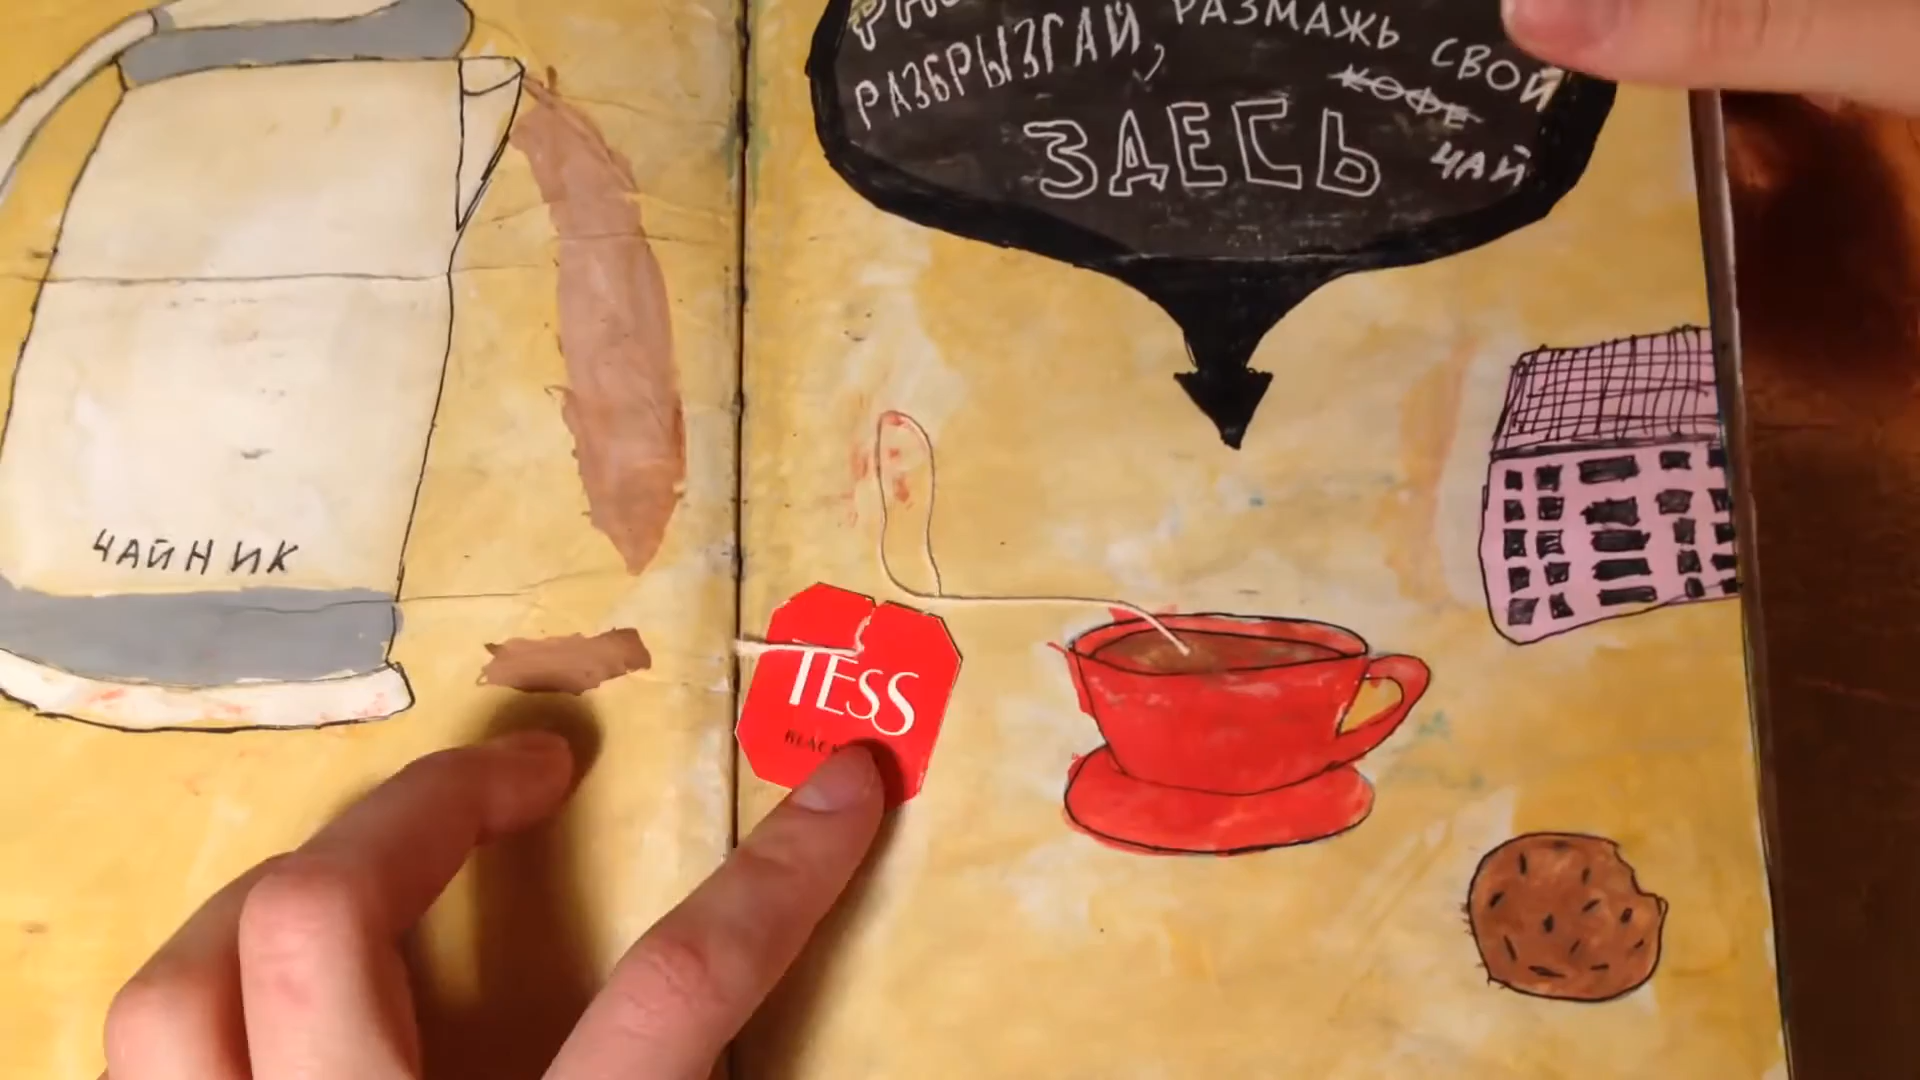 РАЗМАЖЬ СВОЙ
РАЗБРЫЗГАЙ,
КОФЕ
ЗДЕСЬ
ЧАЙ
ЧАЙНИК
TESS